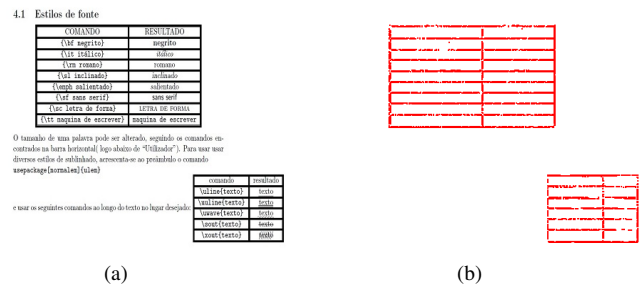 4.1 Estilos de fonte
COMANDO RESULTADO
{\bf negrito} negrito
{\it itálico} itálico
{\rm romano} romano
{\sl inclinado} inclinado
{\emph salientado} salientado
{\sf sans serif} sans serif
{\sc letra de forma} LETRA DE FORMA
{\tt maquina de escrever} maquina de escrever
O tamanho de uma palavra pode ser alterado, seguindo os comandos en-
contrados na barra horizontal( logo abaixo de “Utilizador”). Para usar usar
diversos estilos de sublinhado, acrescenta-se ao preâmbulo o comando
usepackage[normalem]{ulem}
comando resultado
\uline{texto} texto
\uuline{texto} texto
e usar os seguintes comandos ao longo do texto no lugar desejado:
\uwave{texto} texto
\sout{texto} texto
\xout{texto} texto
(a) (b)